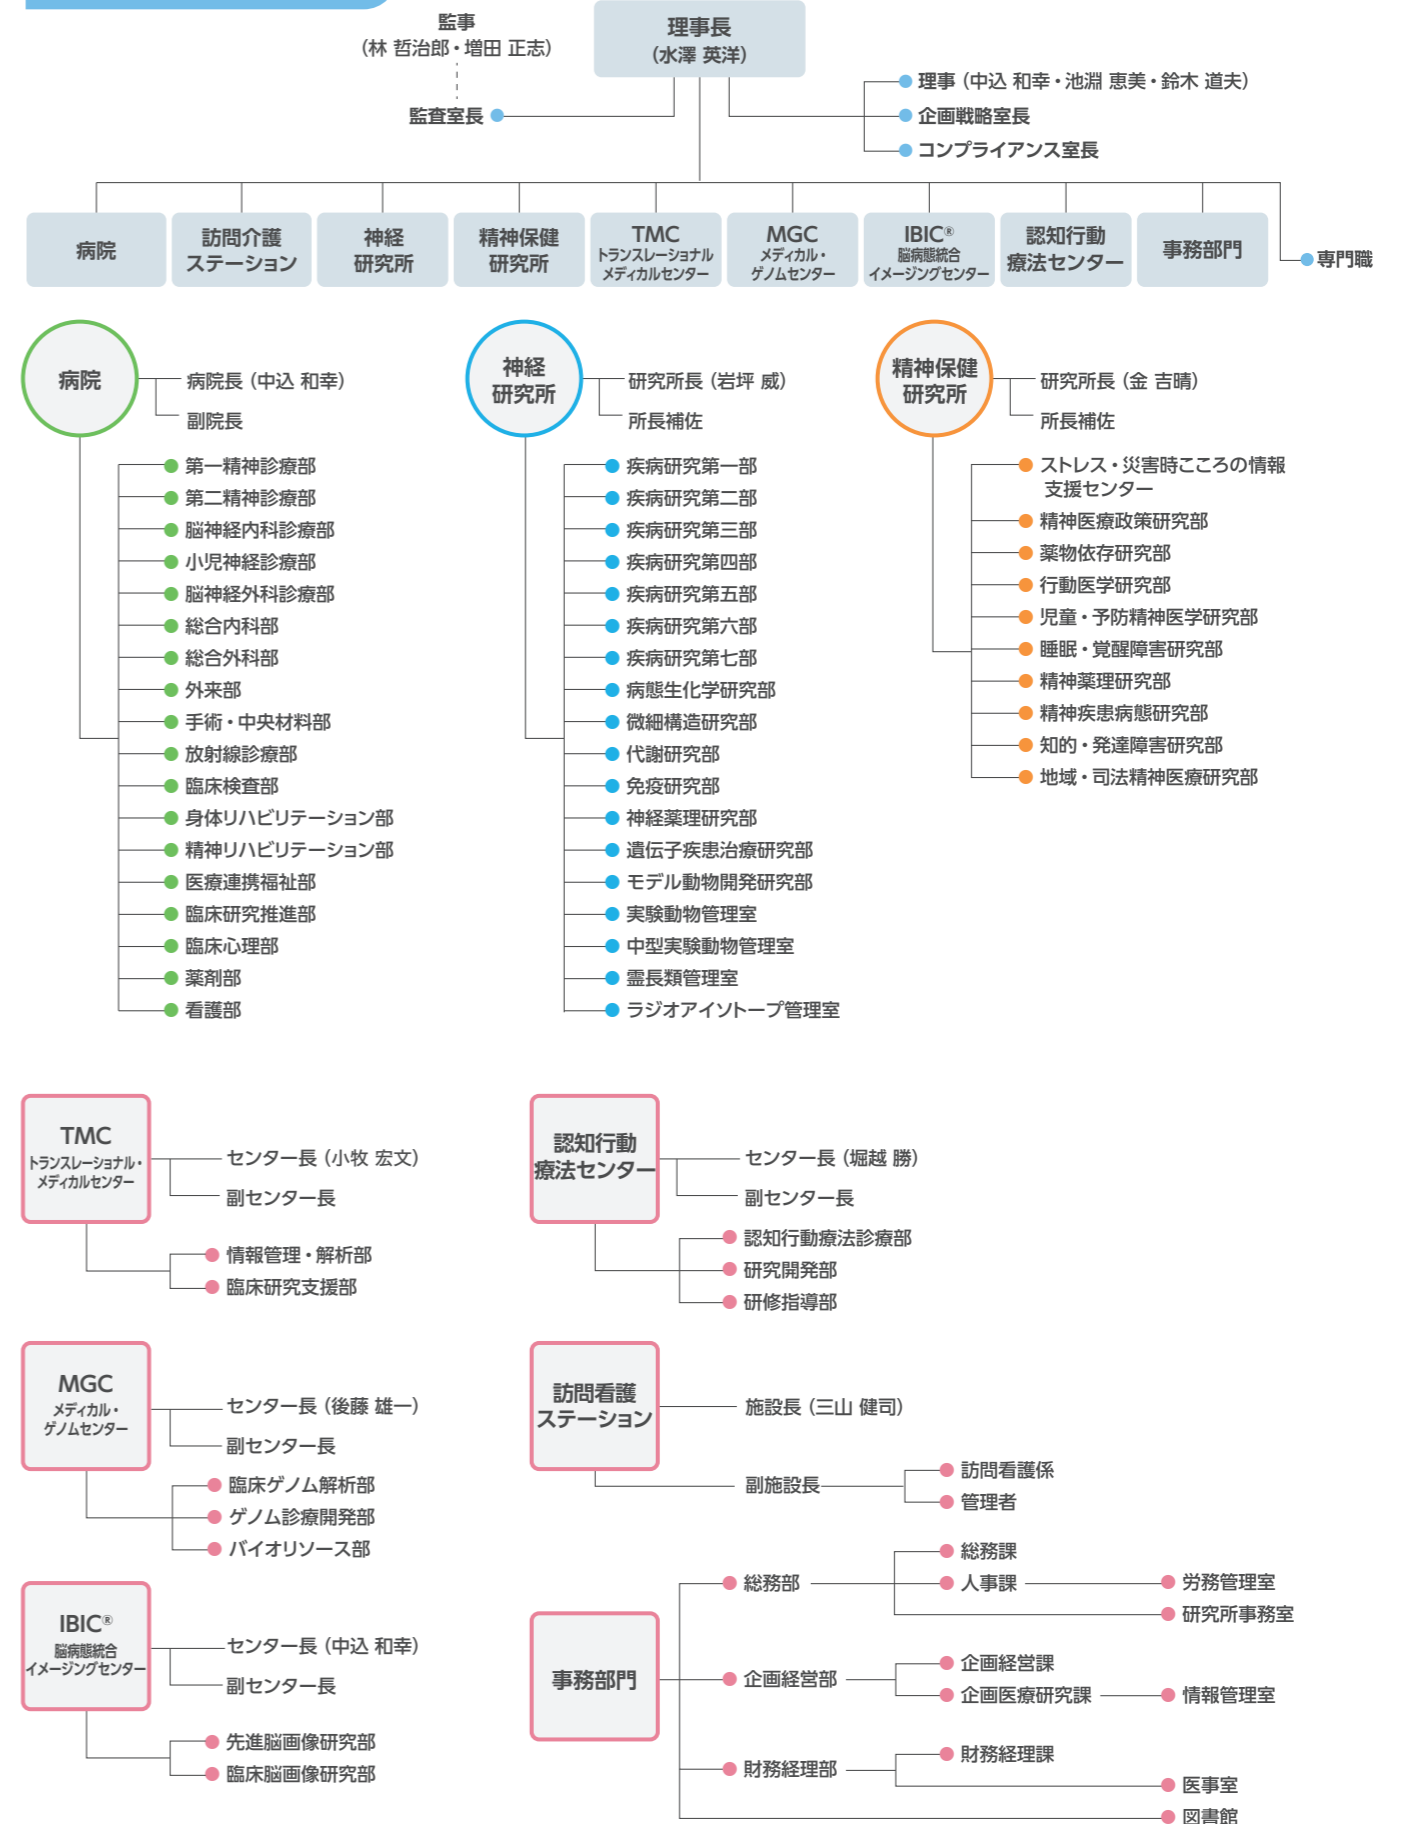 監事
（林 哲治郎・増田 正志）
理事長
（水澤 英洋）
監査室長
理事（中込 和幸・池淵 恵美・鈴木 道夫）
企画戦略室長
コンプライアンス室長
病院
訪問介護
ステーション
神経
研究所
精神保健
研究所
TMC
トランスレーショナル
メディカルセンター
MGC
メディカル・
ゲノムセンター
IBIC®
脳病態統合
イメージングセンター
認知行動
療法センター
事務部門
専門職
病院
病院長（中込 和幸）
副院長
第一精神診療部
第二精神診療部
脳神経内科診療部
小児神経診療部
脳神経外科診療部
総合内科部
総合外科部
外来部
手術・中央材料部
放射線診療部
臨床検査部
身体リハビリテーション部
精神リハビリテーション部
医療連携福祉部
臨床研究推進部
臨床心理部
薬剤部
看護部
神経
研究所
研究所長（岩坪 威）
所長補佐
疾病研究第一部
疾病研究第二部
疾病研究第三部
疾病研究第四部
疾病研究第五部
疾病研究第六部
疾病研究第七部
病態生化学研究部
微細構造研究部
代謝研究部
免疫研究部
神経薬理研究部
遺伝子疾患治療研究部
モデル動物開発研究部
実験動物管理室
中型実験動物管理室
霊長類管理室
ラジオアイソトープ管理室
精神保健
研究所
研究所長（金 吉晴）
所長補佐
ストレス・災害時こころの情報
支援センター
精神医療政策研究部
薬物依存研究部
行動医学研究部
児童・予防精神医学研究部
睡眠・覚醒障害研究部
精神薬理研究部
精神疾患病態研究部
知的・発達障害研究部
地域・司法精神医療研究部
TMC
トランスレーショナル・
メディカルセンター
センター長（小牧 宏文）
副センター長
情報管理・解析部
臨床研究支援部
認知行動
療法センター
センター長（堀越 勝）
副センター長
認知行動療法診療部
研究開発部
研修指導部
MGC
メディカル・
ゲノムセンター
センター長（後藤 雄一）
副センター長
臨床ゲノム解析部
ゲノム診療開発部
バイオリソース部
訪問看護
ステーション
施設長（三山 健司）
副施設長
訪問看護係
管理者
IBIC®
脳病態統合
イメージングセンター
センター長（中込 和幸）
副センター長
先進脳画像研究部
臨床脳画像研究部
事務部門
総務部
総務課
人事課
労務管理室
研究所事務室
企画経営部
企画経営課
企画医療研究課
情報管理室
財務経理部
財務経理課
医事室
図書館